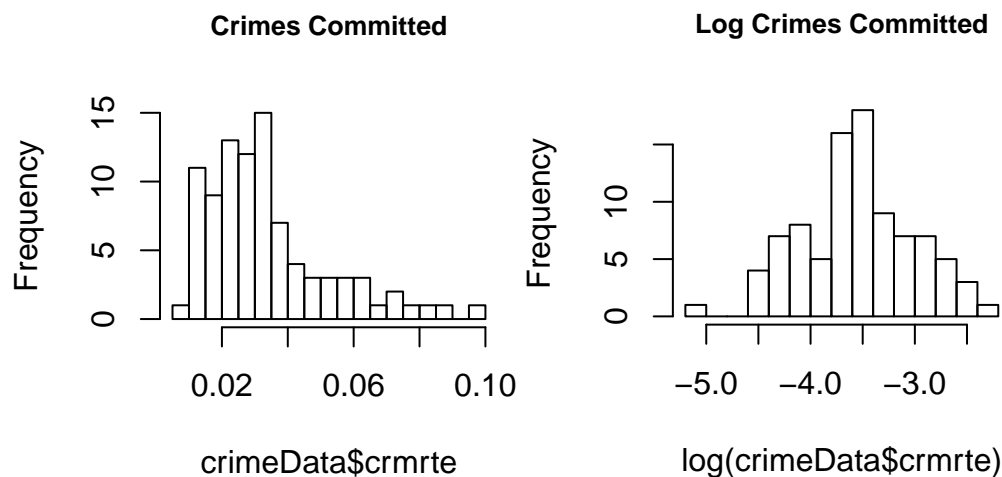 Crimes Committed
Frequency
0 5 10 15
0.02 0.06 0.10
crimeData$crmrte
Log Crimes Committed
Frequency
0 5 10
−5.0 −4.0 −3.0
log(crimeData$crmrte)